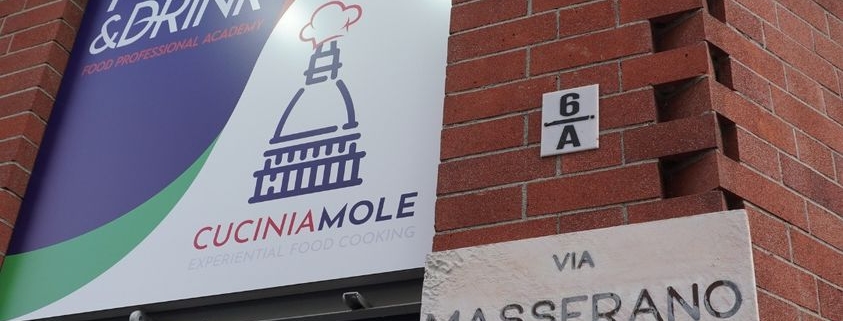 &DRINK
FOOD PROFESSIONAL ACADEMY
CUCINIAMOLE
EXPERIENTIAL FOOD COOKING
6
A
VIA
MASSERANO